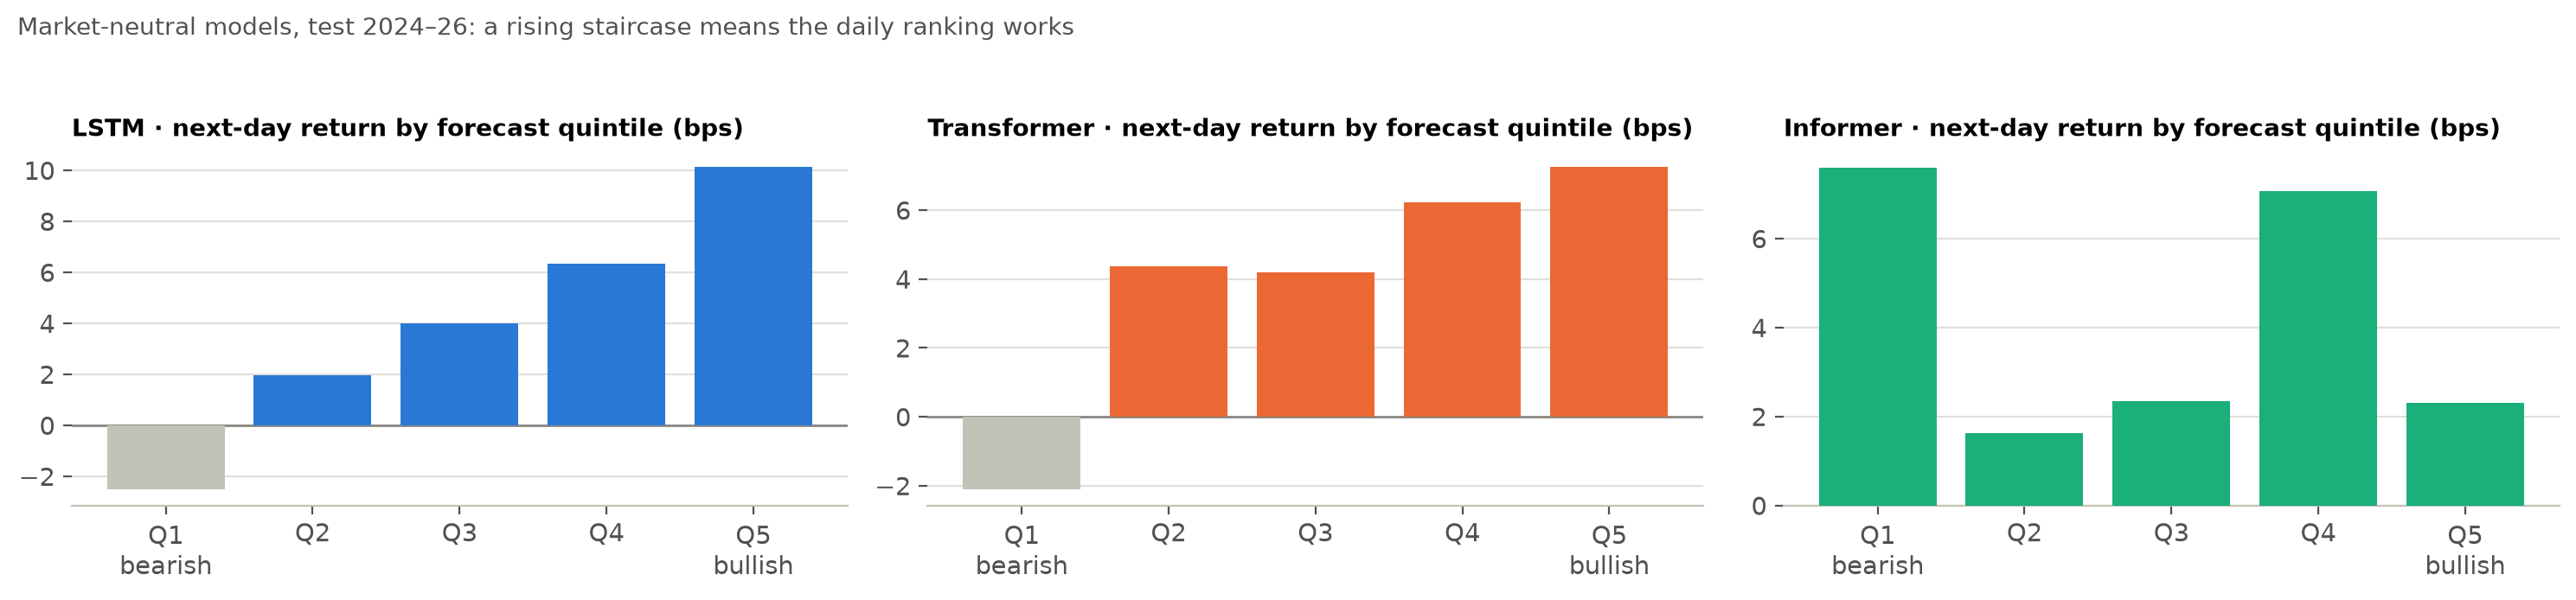 Market-neutral models, test 2024–26: a rising staircase means the daily ranking works
LSTM · next-day return by forecast quintile (bps)
10
8
6
4
2
0
−2
Q1
bearish
Q2
Q3
Q4
Q5
bullish
Transformer · next-day return by forecast quintile (bps)
6
4
2
0
−2
Q1
bearish
Q2
Q3
Q4
Q5
bullish
Informer · next-day return by forecast quintile (bps)
6
4
2
0
Q1
bearish
Q2
Q3
Q4
Q5
bullish